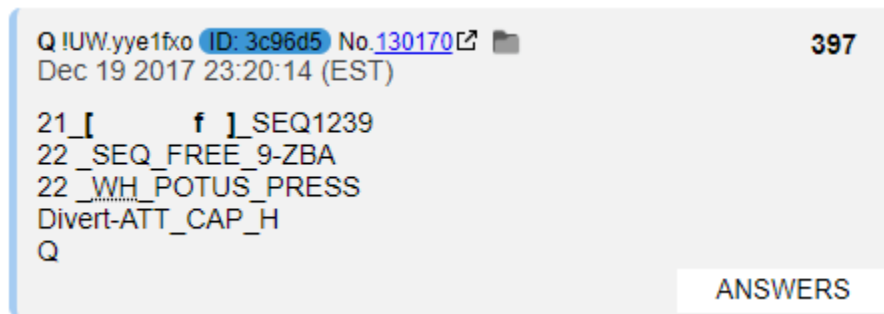 Q !UW.yye1fxo ID: 3c96d5 No.130170 397
Dec 19 2017 23:20:14 (EST)
21_[ f ]_SEQ1239
22 _SEQ_FREE_9-ZBA
22 _WH_POTUS_PRESS
Divert-ATT_CAP_H
Q
ANSWERS